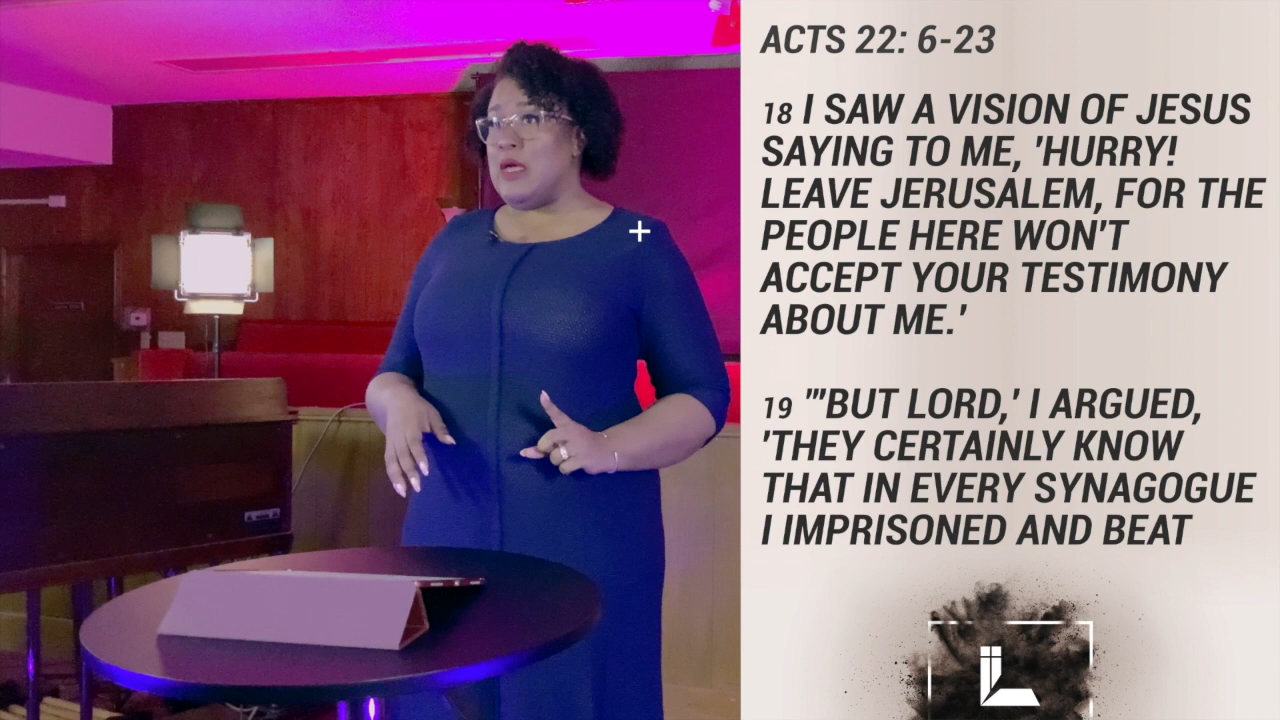 ACTS 22: 6-23
18 I SAW A VISION OF JESUS
SAYING TO ME, 'HURRY!
LEAVE JERUSALEM, FOR THE
PEOPLE HERE WON'T
ACCEPT YOUR TESTIMONY
ABOUT ME.'
19 "'BUT LORD,' I ARGUED,
'THEY CERTAINLY KNOW
THAT IN EVERY SYNAGOGUE
I IMPRISONED AND BEAT
L